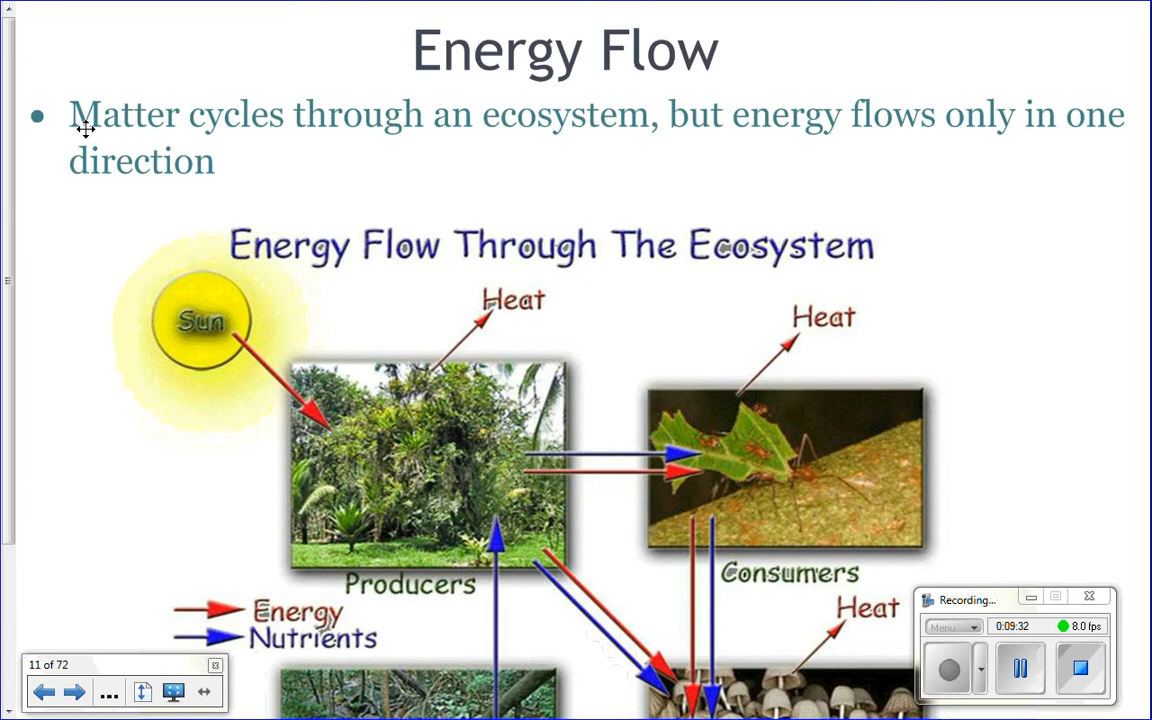 Energy Flow
• Matter cycles through an ecosystem, but energy flows only in one
direction
Energy Flow Through The Ecosystem
Sun
Heat
Heat
Producers
Consumers
Energy
Nutrients
Heat
11 of 72
...
Recording...
Menu
0:09:32
8.0 fps